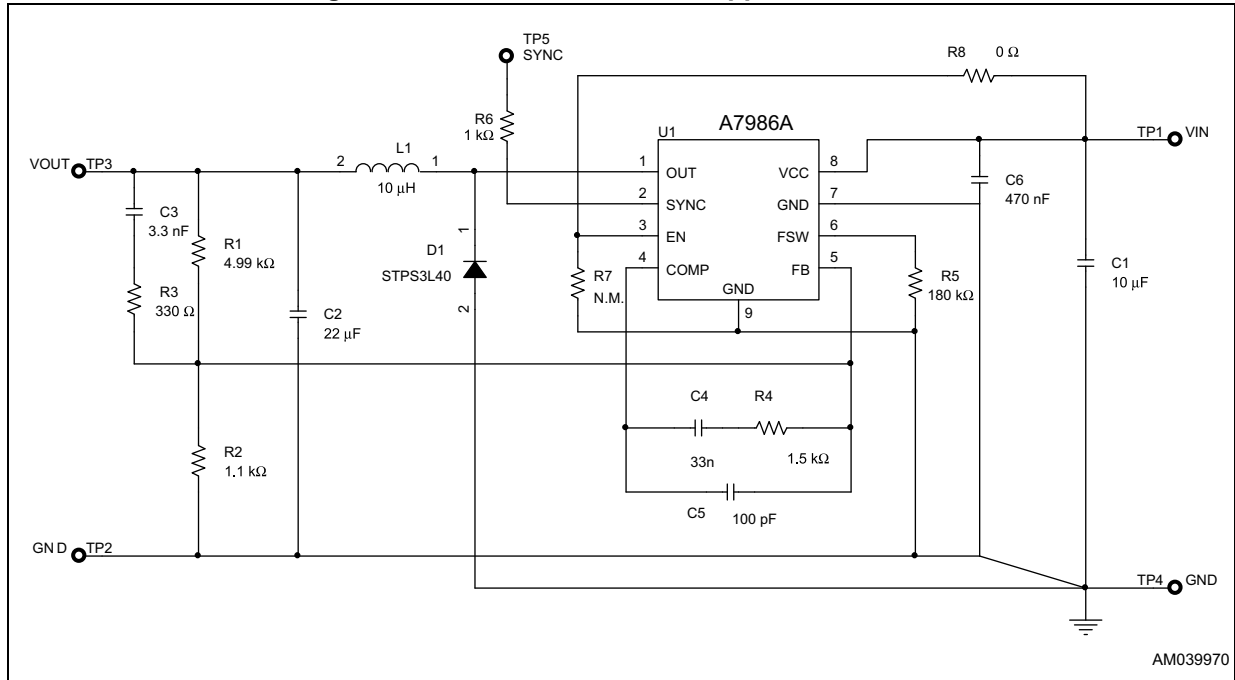 TP5
SYNC
R8 0 Ω
R6
1 kΩ
U1
A7986A
TP1 VIN
VOUT TP3
2 L1 1
10 µH
1 OUT
VCC 8
2 SYNC
GND 7
3 EN
FSW 6
4 COMP
FB 5
GND
9
C6
470 nF
C3
3.3 nF
R1
4.99 kΩ
R3
330 Ω
C2
22 µF
1
D1
STPS3L40
2
R7
N.M.
R5
180 kΩ
C1
10 µF
C4 R4
33n 1.5 kΩ
C5 100 pF
R2
1.1 kΩ
GND TP2
TP4 GND
AM039970